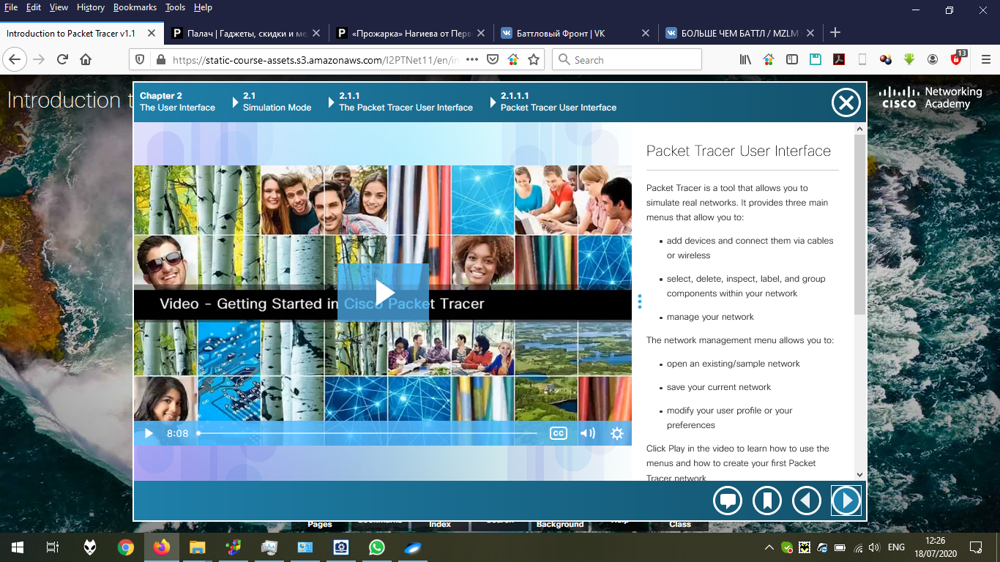 File Edit View History Bookmarks Tools Help
Introduction to Packet Tracer v1.1
Палач | Гаджеты, скидки и ме
«Прожарка» Нагиева от Перв
Баттловый Фронт | VK
БОЛЬШЕ ЧЕМ БАТТЛ / MZLM
https://static-course-assets.s3.amazonaws.com/I2PTNet11/en/in
Search
13
Introduction t
Chapter 2
The User Interface
2.1
Simulation Mode
2.1.1
The Packet Tracer User Interface
2.1.1.1
Packet Tracer User Interface
CISCO
Networking
Academy
Video - Getting Started in Cisco Packet Tracer
8:08
CC
Packet Tracer User Interface
Packet Tracer is a tool that allows you to
simulate real networks. It provides three main
menus that allow you to:
• add devices and connect them via cables
or wireless
• select, delete, inspect, label, and group
components within your network
• manage your network
The network management menu allows you to:
• open an existing/sample network
• save your current network
• modify your user profile or your
preferences
Click Play in the video to learn how to use the
menus and how to create your first Packet
Tracer network
Pages
Bookmarks
Index
Search
Background
Help
Class
ENG
12:26
18/07/2020